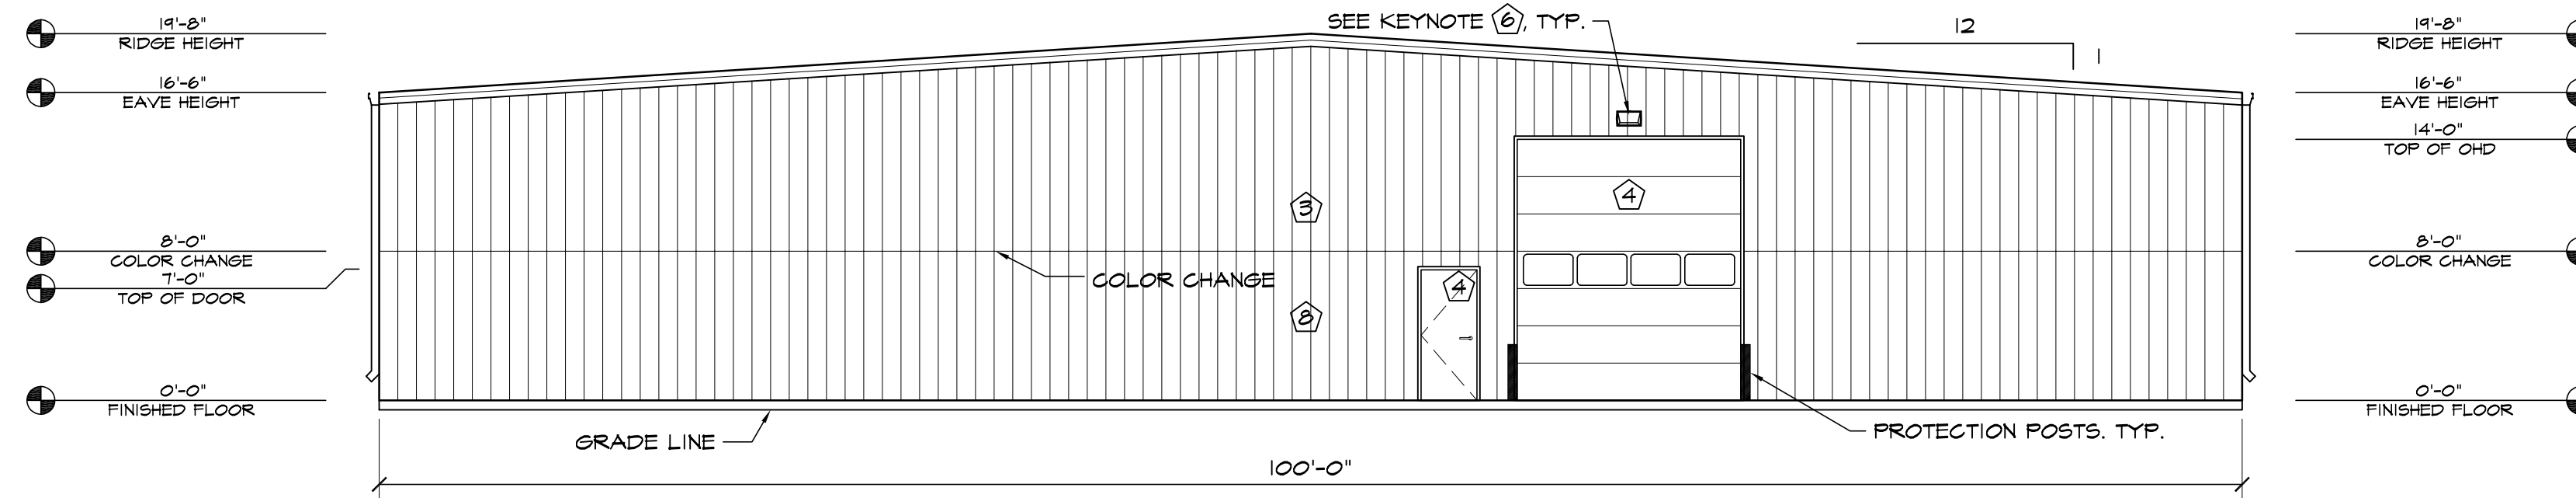 19'-8"
RIDGE HEIGHT
16'-6"
EAVE HEIGHT
8'-0"
COLOR CHANGE
7'-0"
TOP OF DOOR
0'-0"
FINISHED FLOOR
SEE KEYNOTE 6, TYP.
12
1
3
4
COLOR CHANGE
4
8
GRADE LINE
PROTECTION POSTS. TYP.
100'-0"
19'-8"
RIDGE HEIGHT
16'-6"
EAVE HEIGHT
14'-0"
TOP OF OHD
8'-0"
COLOR CHANGE
0'-0"
FINISHED FLOOR